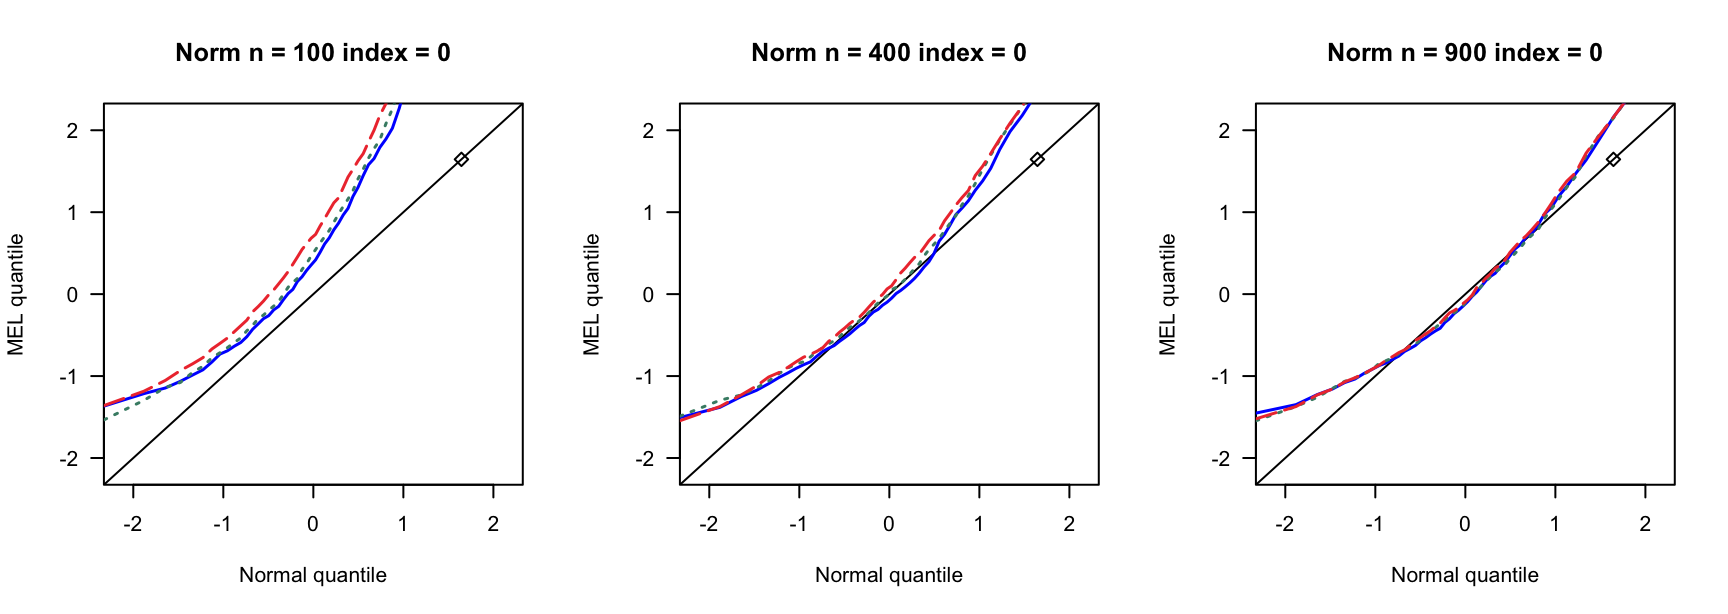 Norm n = 100 index = 0
MEL quantile
2
1
0
-1
-2
-2 -1 0 1 2
Normal quantile
Norm n = 400 index = 0
MEL quantile
2
1
0
-1
-2
-2 -1 0 1 2
Normal quantile
Norm n = 900 index = 0
MEL quantile
2
1
0
-1
-2
-2 -1 0 1 2
Normal quantile